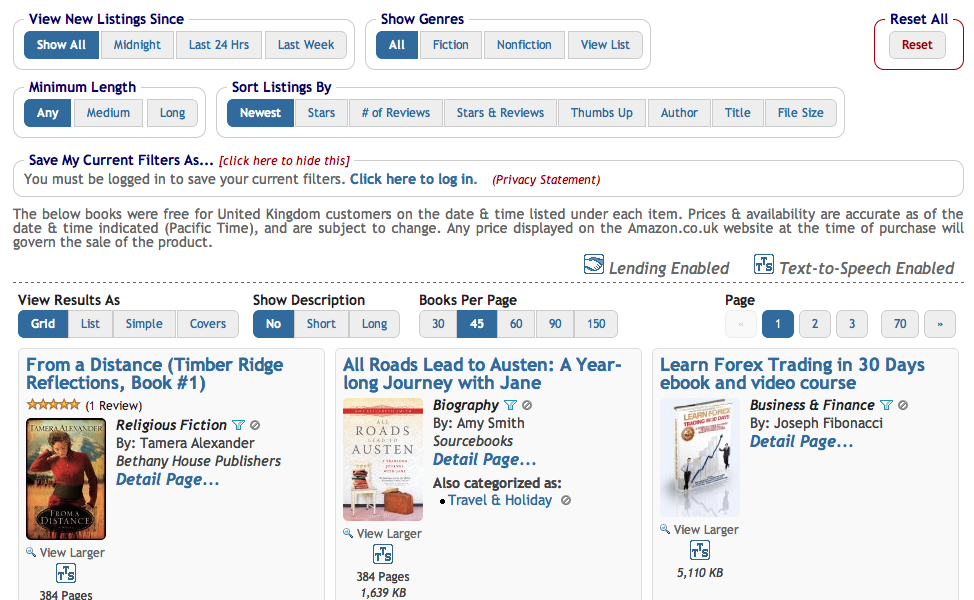 View New Listings Since
Show All Midnight Last 24 Hrs Last Week
Show Genres
All Fiction Nonfiction View List
Reset All
Reset
Minimum Length
Any Medium Long
Sort Listings By
Newest Stars # of Reviews Stars & Reviews Thumbs Up Author Title File Size
Save My Current Filters As... [click here to hide this]
You must be logged in to save your current filters. Click here to log in. (Privacy Statement)
The below books were free for United Kingdom customers on the date & time listed under each item. Prices & availability are accurate as of the
date & time indicated (Pacific Time), and are subject to change. Any price displayed on the Amazon.co.uk website at the time of purchase will
govern the sale of the product.
Lending Enabled TTS Text-to-Speech Enabled
View Results As
Grid List Simple Covers
Show Description
No Short Long
Books Per Page
30 45 60 90 150
Page
« 1 2 3 70 »
From a Distance (Timber Ridge
Reflections, Book #1)
(1 Review)
TAMERA ALEXANDER
FROM A
DISTANCE
Religious Fiction
By: Tamera Alexander
Bethany House Publishers
Detail Page...
View Larger
TTS
384 Pages
All Roads Lead to Austen: A Year-
long Journey with Jane
ALL
ROADS
LEAD TO
AUSTEN
Biography
By: Amy Smith
Sourcebooks
Detail Page...
Also categorized as:
• Travel & Holiday
View Larger
TTS
384 Pages
1,639 KB
Learn Forex Trading in 30 Days
ebook and video course
LEARN FOREX
TRADING IN 30 DAYS
Business & Finance
By: Joseph Fibonacci
Detail Page...
View Larger
TTS
5,110 KB